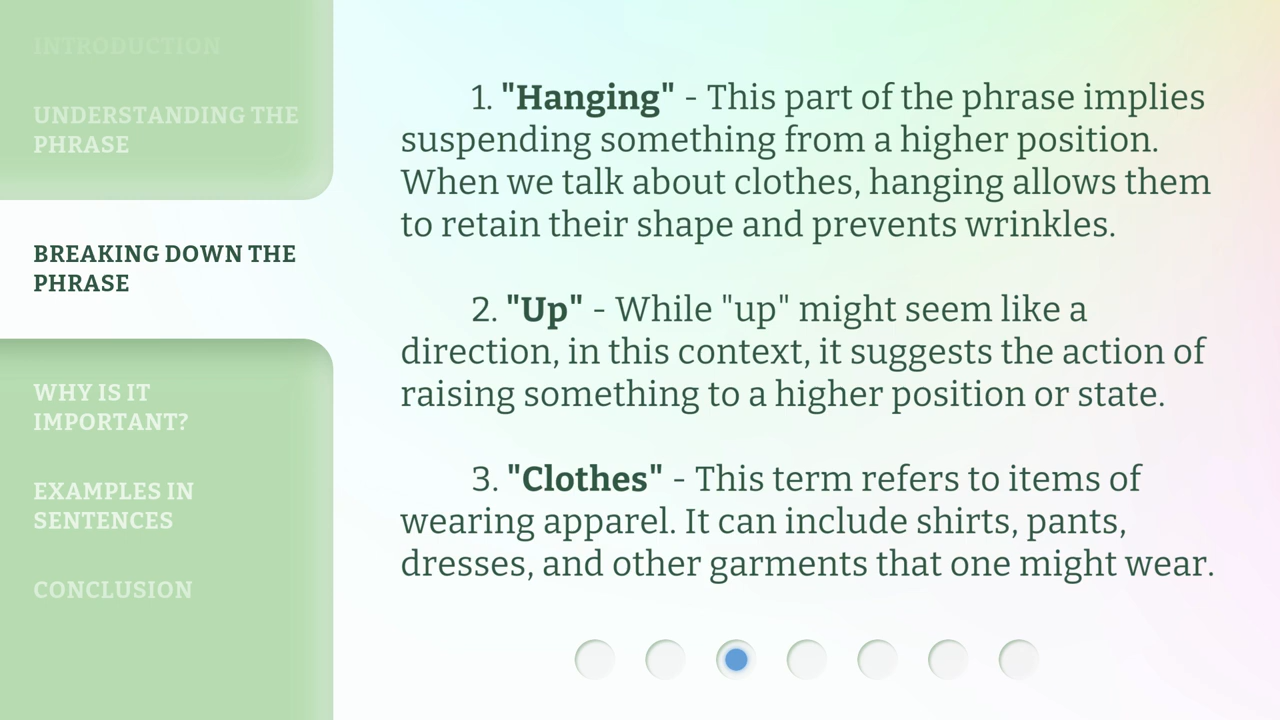 INTRODUCTION
UNDERSTANDING THE
PHRASE
BREAKING DOWN THE
PHRASE
WHY IS IT
IMPORTANT?
EXAMPLES IN
SENTENCES
CONCLUSION
1. "Hanging" - This part of the phrase implies
suspending something from a higher position.
When we talk about clothes, hanging allows them
to retain their shape and prevents wrinkles.
2. "Up" - While "up" might seem like a
direction, in this context, it suggests the action of
raising something to a higher position or state.
3. "Clothes" - This term refers to items of
wearing apparel. It can include shirts, pants,
dresses, and other garments that one might wear.